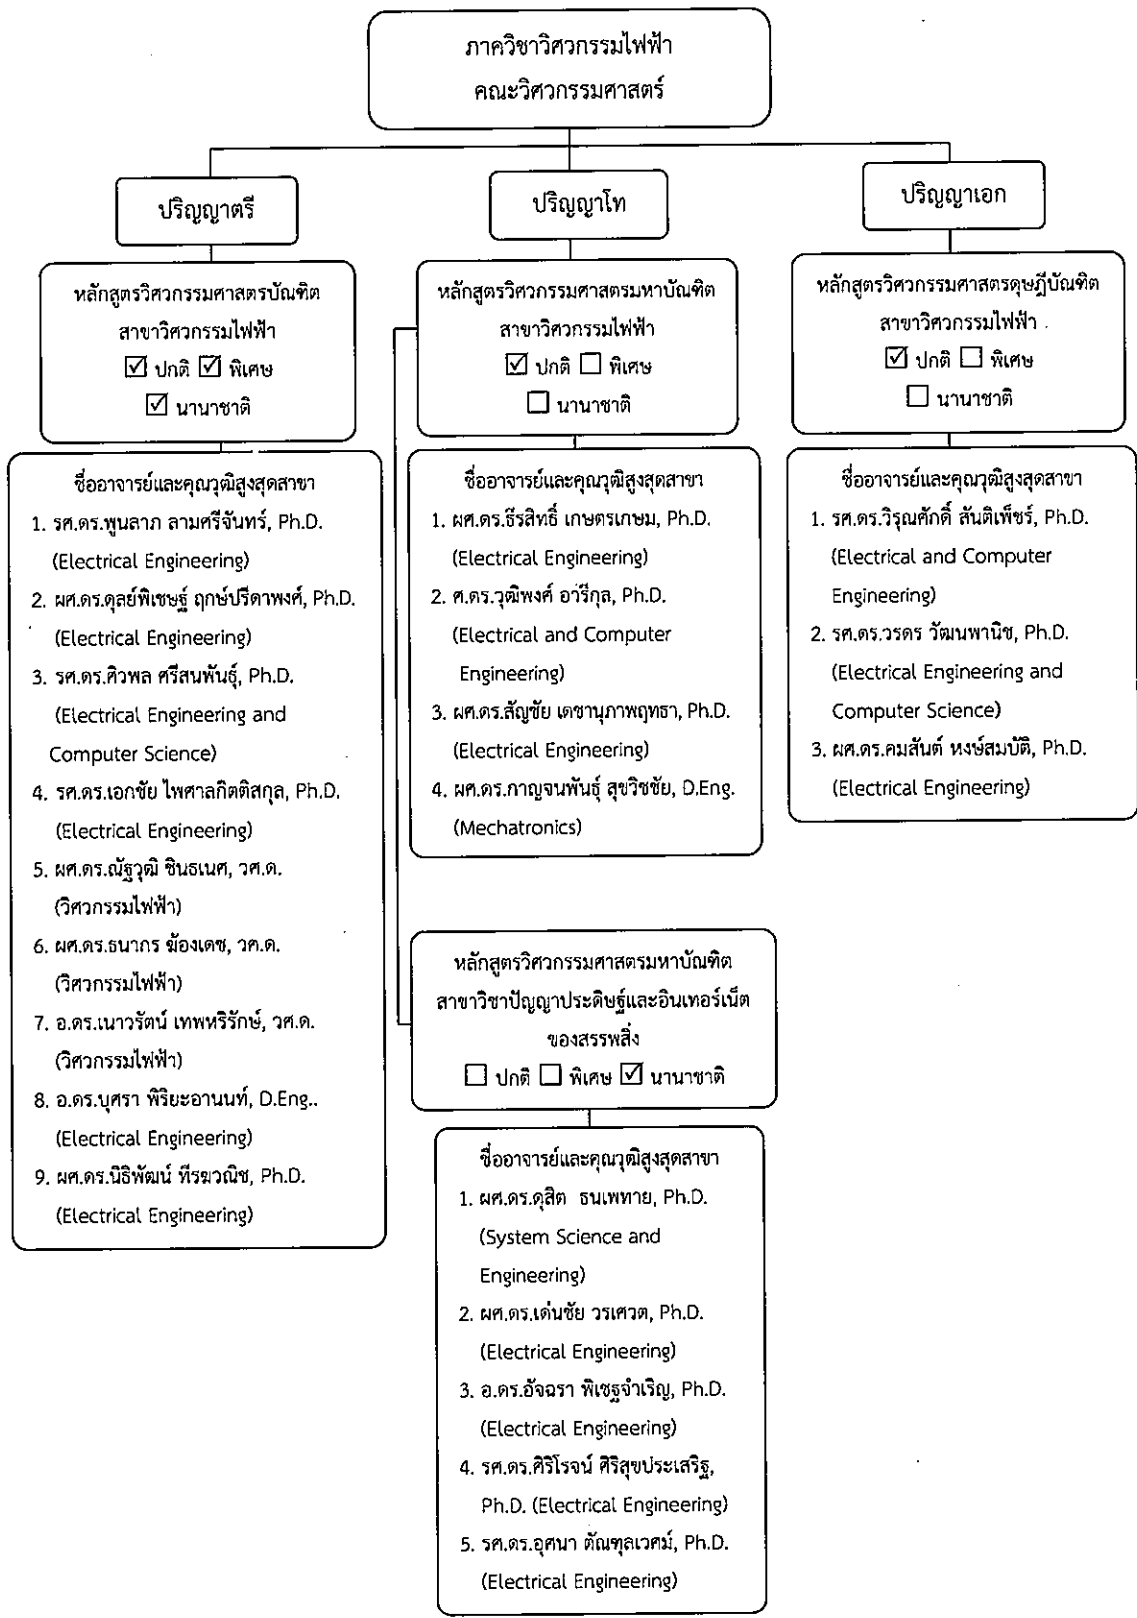 ภาควิชาวิศวกรรมไฟฟ้า
คณะวิศวกรรมศาสตร์
ปริญญาตรี
หลักสูตรวิศวกรรมศาสตรบัณฑิต
สาขาวิศวกรรมไฟฟ้า
☑ ปกติ ☑ พิเศษ
☑ นานาชาติ
ชื่ออาจารย์และคุณวุฒิสูงสุดสาขา
1. รศ.ดร.พูนลาภ ลามศรีจันทร์, Ph.D.
(Electrical Engineering)
2. ผศ.ดร.ดุลย์พิเชษฐ์ ฤกษ์ปรีดาพงศ์, Ph.D.
(Electrical Engineering)
3. รศ.ดร.ศิวพล ศรีสนพันธุ์, Ph.D.
(Electrical Engineering and
Computer Science)
4. รศ.ดร.เอกชัย ไพศาลกิตติสกุล, Ph.D.
(Electrical Engineering)
5. ผศ.ดร.ณัฐวุฒิ ชินธเนศ, วศ.ด.
(วิศวกรรมไฟฟ้า)
6. ผศ.ดร.ธนากร ฆ้องเดช, วศ.ด.
(วิศวกรรมไฟฟ้า)
7. อ.ดร.เนาวรัตน์ เทพหริรักษ์, วศ.ด.
(วิศวกรรมไฟฟ้า)
8. อ.ดร.บุศรา พิริยะอานนท์, D.Eng..
(Electrical Engineering)
9. ผศ.ดร.นิธิพัฒน์ ทีรฆวณิช, Ph.D.
(Electrical Engineering)
ปริญญาโท
หลักสูตรวิศวกรรมศาสตรมหาบัณฑิต
สาขาวิศวกรรมไฟฟ้า
☑ ปกติ ☐ พิเศษ
☐ นานาชาติ
ชื่ออาจารย์และคุณวุฒิสูงสุดสาขา
1. ผศ.ดร.ธีรสิทธิ์ เกษตรเกษม, Ph.D.
(Electrical Engineering)
2. ศ.ดร.วุฒิพงศ์ อารีกุล, Ph.D.
(Electrical and Computer
Engineering)
3. ผศ.ดร.สัญชัย เดชานุภาพฤทธา, Ph.D.
(Electrical Engineering)
4. ผศ.ดร.กาญจนพันธุ์ สุขวิชชัย, D.Eng.
(Mechatronics)
หลักสูตรวิศวกรรมศาสตรมหาบัณฑิต
สาขาวิชาปัญญาประดิษฐ์และอินเทอร์เน็ต
ของสรรพสิ่ง
☐ ปกติ ☐ พิเศษ ☑ นานาชาติ
ชื่ออาจารย์และคุณวุฒิสูงสุดสาขา
1. ผศ.ดร.ดุสิต ธนเพทาย, Ph.D.
(System Science and
Engineering)
2. ผศ.ดร.เด่นชัย วรเศวต, Ph.D.
(Electrical Engineering)
3. อ.ดร.อัจฉรา พิเชฐจำเริญ, Ph.D.
(Electrical Engineering)
4. รศ.ดร.ศิริโรจน์ ศิริสุขประเสริฐ,
Ph.D. (Electrical Engineering)
5. รศ.ดร.อุศนา ตัณฑุลเวศม์, Ph.D.
(Electrical Engineering)
ปริญญาเอก
หลักสูตรวิศวกรรมศาสตรดุษฎีบัณฑิต
สาขาวิศวกรรมไฟฟ้า
☑ ปกติ ☐ พิเศษ
☐ นานาชาติ
ชื่ออาจารย์และคุณวุฒิสูงสุดสาขา
1. รศ.ดร.วิรุณศักดิ์ สันติเพ็ชร์, Ph.D.
(Electrical and Computer
Engineering)
2. รศ.ดร.วรดร วัฒนพานิช, Ph.D.
(Electrical Engineering and
Computer Science)
3. ผศ.ดร.คมสันต์ หงษ์สมบัติ, Ph.D.
(Electrical Engineering)